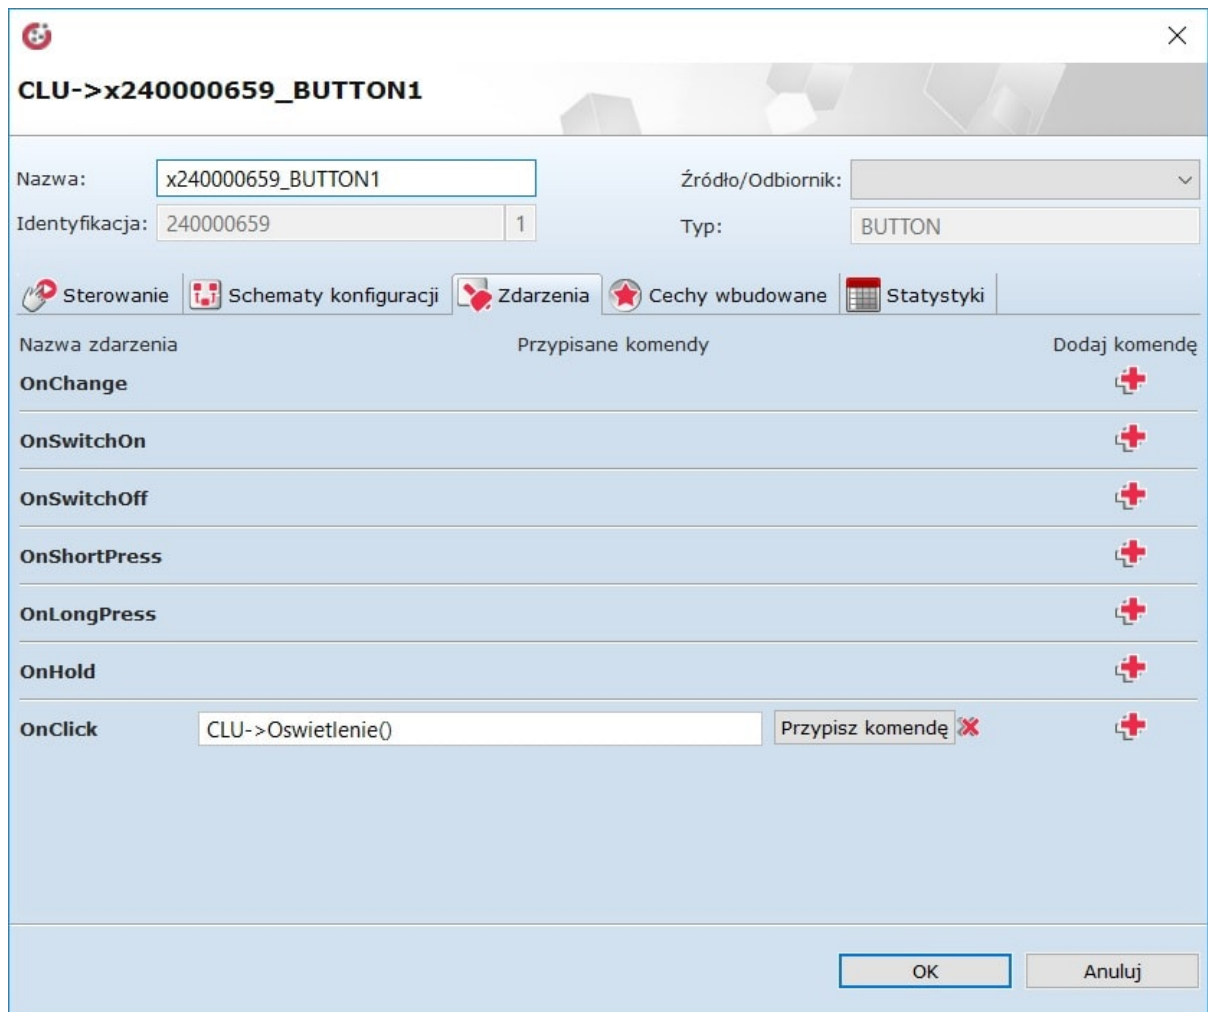 CLU->x240000659_BUTTON1
Nazwa: x240000659_BUTTON1 Źródło/Odbiornik:
Identyfikacja: 240000659 1 Typ: BUTTON
Sterowanie Schematy konfiguracji Zdarzenia Cechy wbudowane Statystyki
Nazwa zdarzenia Przypisane komendy Dodaj komendę
OnChange
OnSwitchOn
OnSwitchOff
OnShortPress
OnLongPress
OnHold
OnClick CLU->Oswietlenie() Przypisz komendę
OK Anuluj